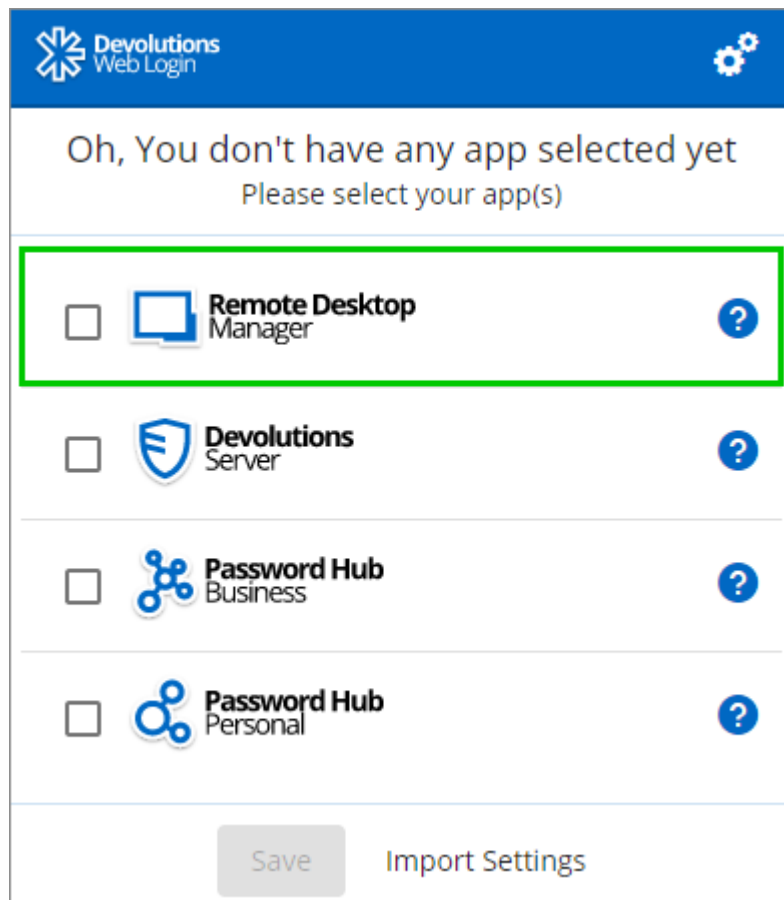 Devolutions
Web Login
Oh, You don't have any app selected yet
Please select your app(s)
Remote Desktop
Manager
?
Devolutions
Server
?
Password Hub
Business
?
Password Hub
Personal
?
Save Import Settings